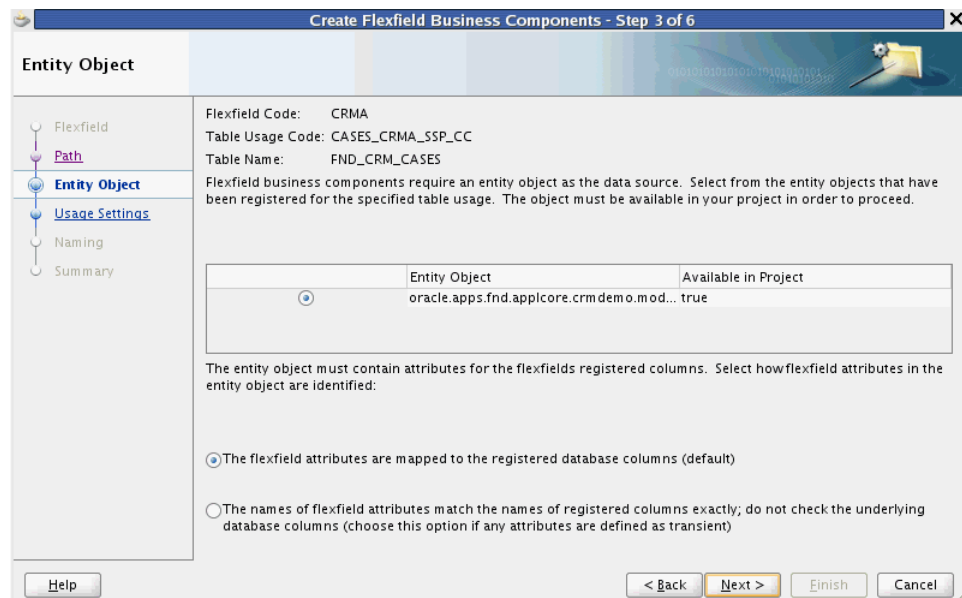 Create Flexfield Business Components - Step 3 of 6
Entity Object
Flexfield
Path
Entity Object
Usage Settings
Naming
Summary
Flexfield Code: CRMA
Table Usage Code: CASES_CRMA_SSP_CC
Table Name: FND_CRM_CASES
Flexfield business components require an entity object as the data source. Select from the entity objects that have
been registered for the specified table usage. The object must be available in your project in order to proceed.
Entity Object Available in Project
oracle.apps.fnd.applcore.crmdemo.mod... true
The entity object must contain attributes for the flexfields registered columns. Select how flexfield attributes in the
entity object are identified:
The flexfield attributes are mapped to the registered database columns (default)
The names of flexfield attributes match the names of registered columns exactly; do not check the underlying
database columns (choose this option if any attributes are defined as transient)
Help
< Back Next > Finish Cancel